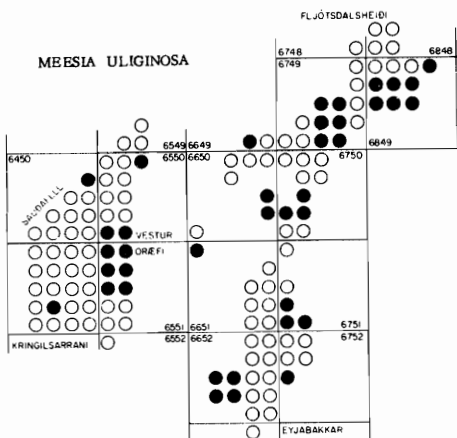 FLJÓTSDALSHEIÐI
MEESIA ULIGINOSA
6748 6848
6749
6549 6649
6450 6550 6650 6750 6849
SAUÐAFELL
VESTUR
ÖRÆFI
6551 6651 6751
KRINGILSÁRRANI 6552 6652 6752
EYJABAKKAR